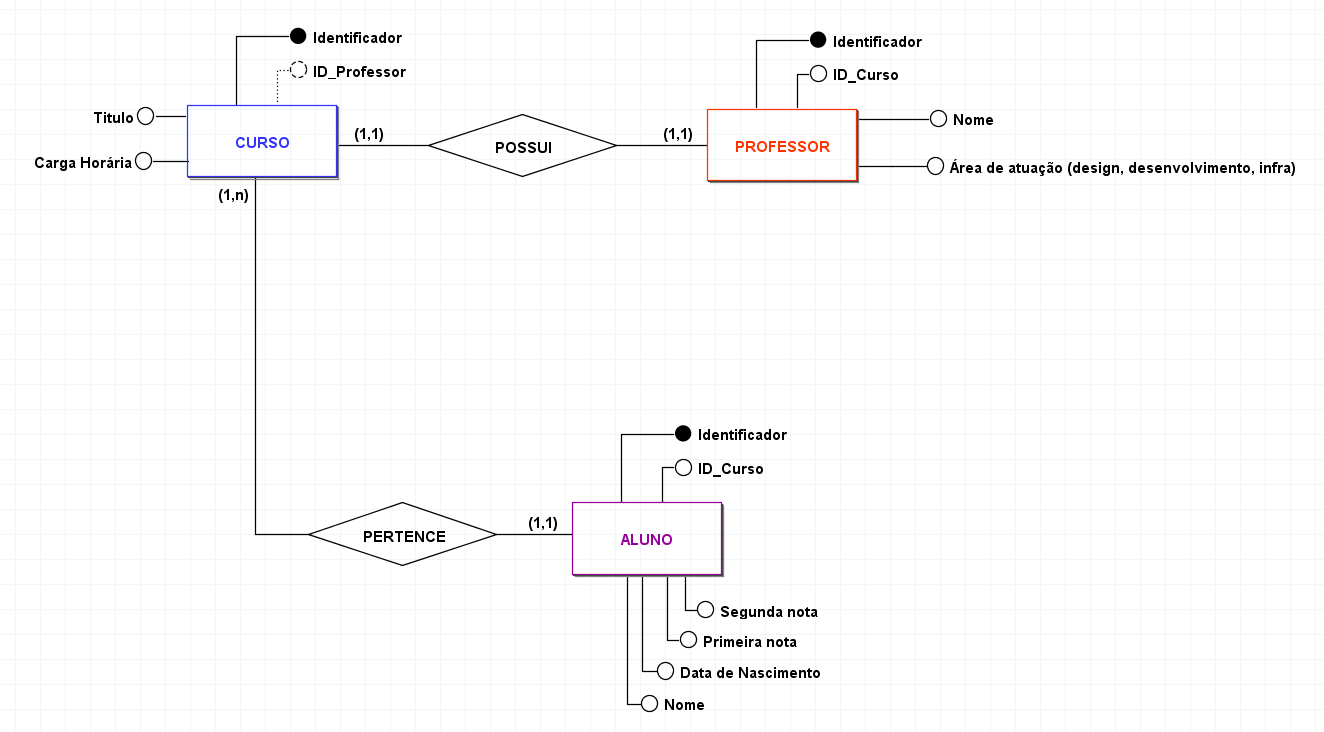 Identificador
ID_Professor
Titulo
Carga Horária
CURSO
(1,1)
POSSUI
(1,1)
Identificador
ID_Curso
PROFESSOR
Nome
Área de atuação (design, desenvolvimento, infra)
(1,n)
PERTENCE
(1,1)
Identificador
ID_Curso
ALUNO
Segunda nota
Primeira nota
Data de Nascimento
Nome